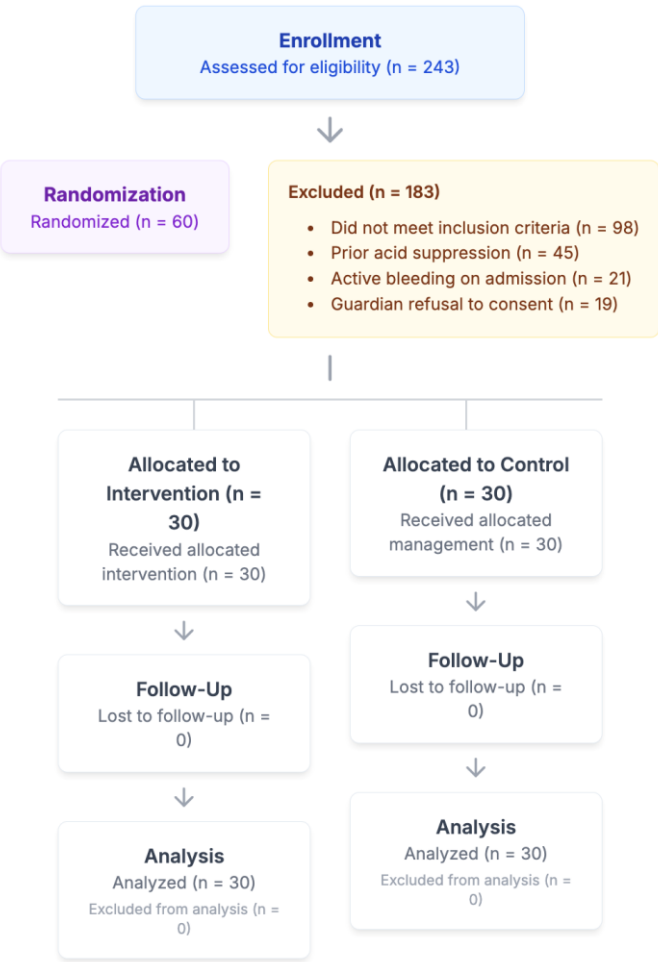 Enrollment
Assessed for eligibility (n = 243)
Randomization
Randomized (n = 60)
Excluded (n = 183)
• Did not meet inclusion criteria (n = 98)
• Prior acid suppression (n = 45)
• Active bleeding on admission (n = 21)
• Guardian refusal to consent (n = 19)
Allocated to
Intervention (n =
30)
Received allocated
intervention (n = 30)
Follow-Up
Lost to follow-up (n =
0)
Analysis
Analyzed (n = 30)
Excluded from analysis (n =
0)
Allocated to Control
(n = 30)
Received allocated
management (n = 30)
Follow-Up
Lost to follow-up (n =
0)
Analysis
Analyzed (n = 30)
Excluded from analysis (n =
0)